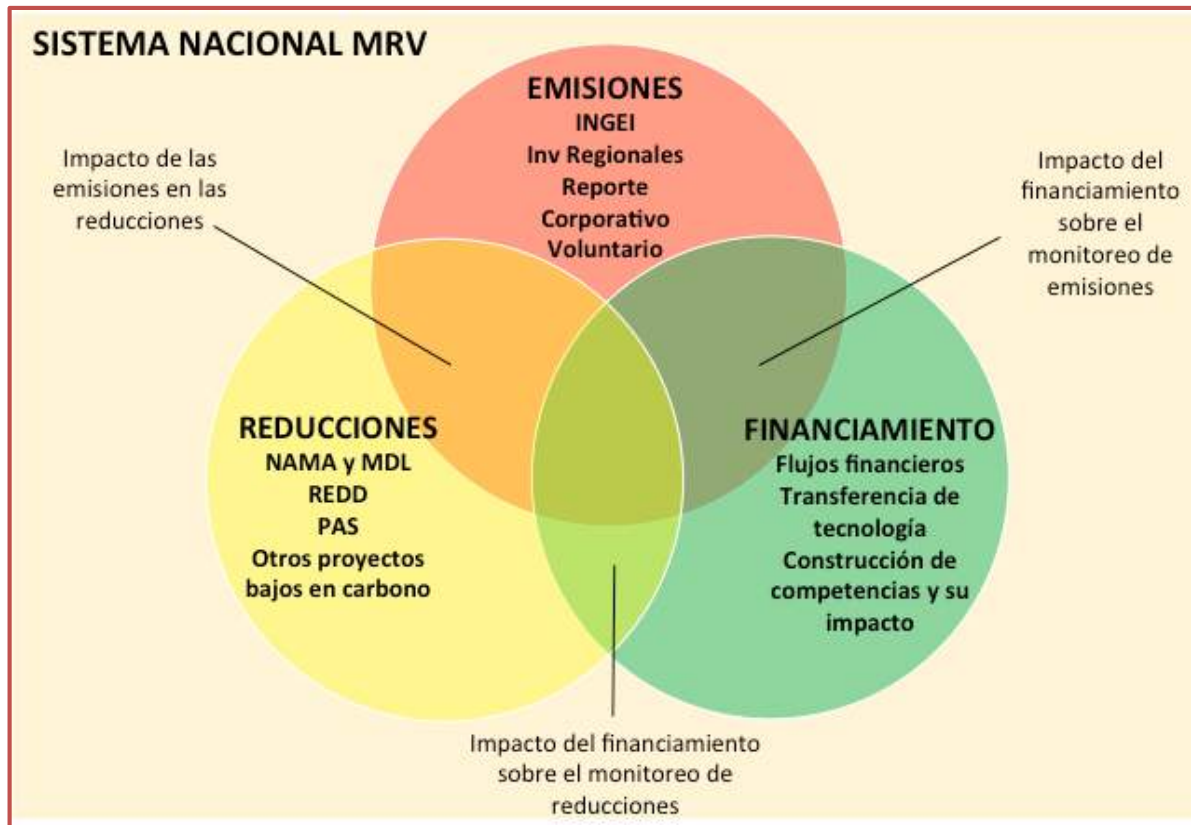 SISTEMA NACIONAL MRV
EMISIONES
INGEI
Inv Regionales
Reporte
Corporativo
Voluntario
Impacto de las
emisiones en las
reducciones
Impacto del
financiamiento
sobre el
monitoreo de
emisiones
REDUCCIONES
NAMA y MDL
REDD
PAS
Otros proyectos
bajos en carbono
FINANCIAMIENTO
Flujos financieros
Transferencia de
tecnología
Construcción de
competencias y su
impacto
Impacto del financiamiento
sobre el monitoreo de
reducciones